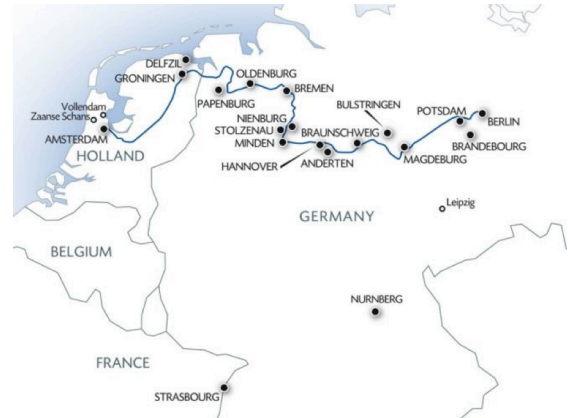 DELFZIL
GRONINGEN
OLDENBURG
BREMEN
PAPENBURG
Vollendam
Zaanse Schans
AMSTERDAM
HOLLAND
NIENBURG
STOLZENAU
MINDEN
HANNOVER
ANDERTEN
BRAUNSCHWEIG
BULSTRINGEN
MAGDEBURG
POTSDAM
BERLIN
BRANDEBOURG
Leipzig
GERMANY
BELGIUM
NURNBERG
FRANCE
STRASBOURG